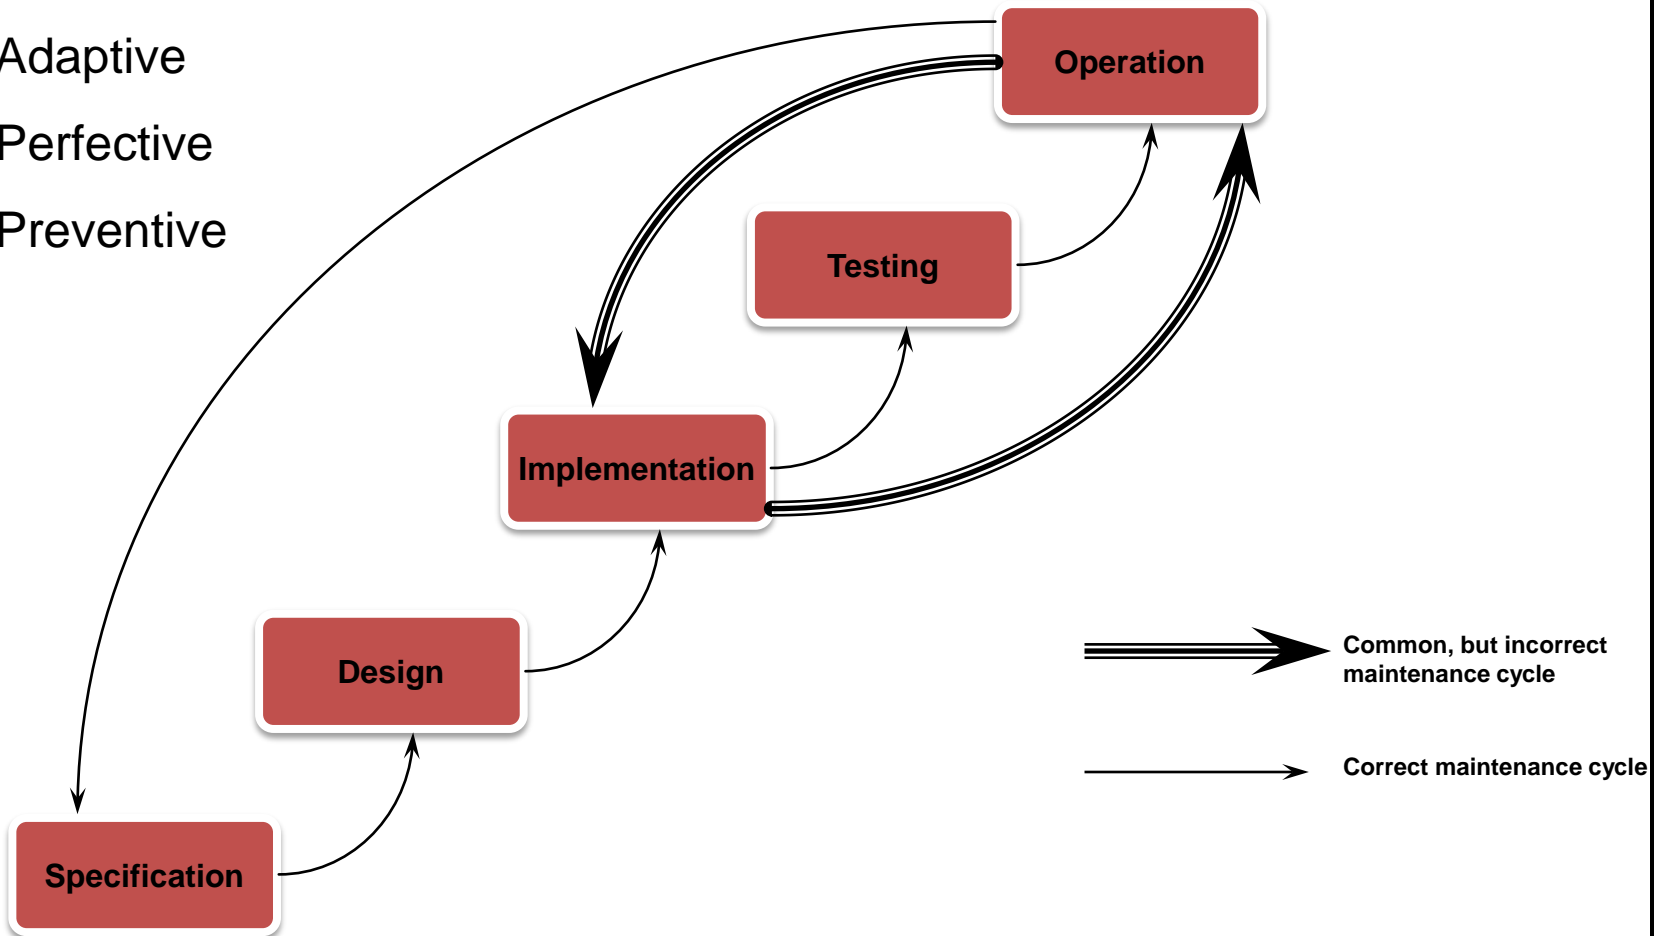 Adaptive
Perfective
Preventive
Operation
Testing
Implementation
Design
Specification
Common, but incorrect
maintenance cycle
Correct maintenance cycle